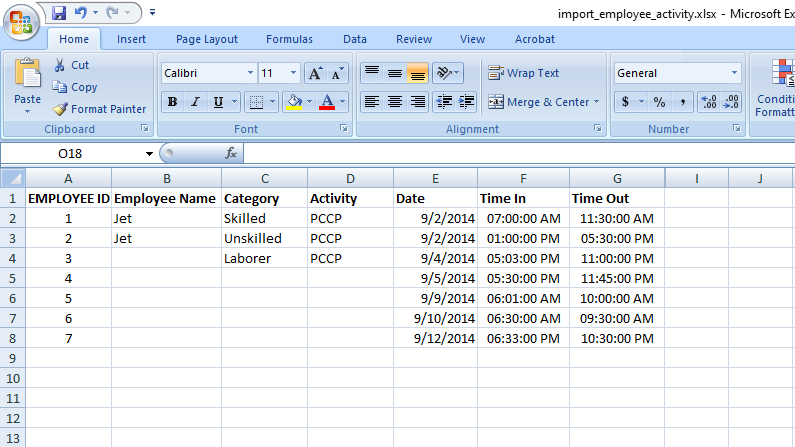 import_employee_activity.xlsx - Microsoft Ex
Home Insert Page Layout Formulas Data Review View Acrobat
Cut
Copy
Format Painter
Paste
Clipboard
Calibri 11
B I U
Font
Wrap Text
Merge & Center
Alignment
General
$ % ,
Number
Conditi
Formatt
O18 fx
A B C D E F G I J
1 EMPLOYEE ID Employee Name Category Activity Date Time In Time Out
2 1 Jet Skilled PCCP 9/2/2014 07:00:00 AM 11:30:00 AM
3 2 Jet Unskilled PCCP 9/2/2014 01:00:00 PM 05:30:00 PM
4 3 Laborer PCCP 9/4/2014 05:03:00 PM 11:00:00 PM
5 4 9/5/2014 05:30:00 PM 11:45:00 PM
6 5 9/9/2014 06:01:00 AM 10:00:00 AM
7 6 9/10/2014 06:30:00 AM 09:30:00 AM
8 7 9/12/2014 06:33:00 PM 10:30:00 PM
9
10
11
12
13